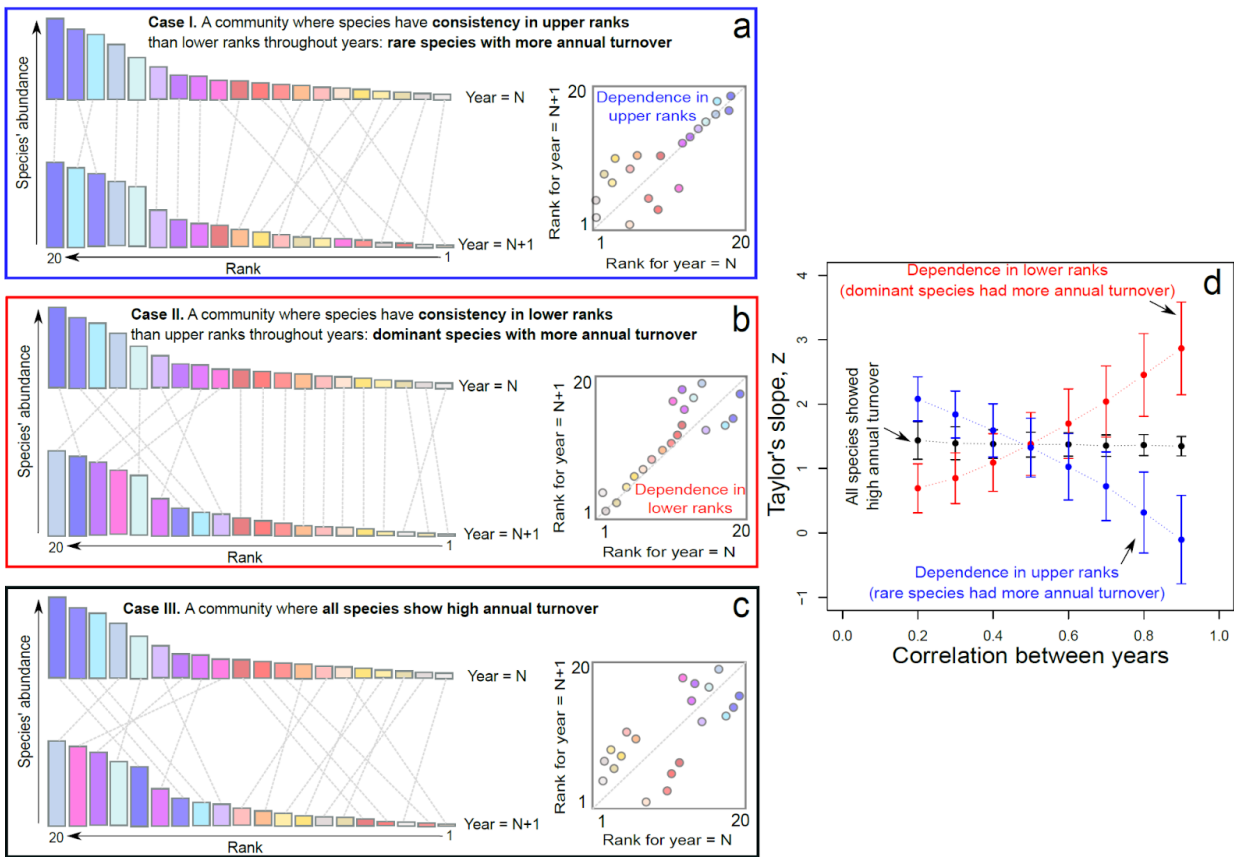 Case I. A community where species have consistency in upper ranks
than lower ranks throughout years: rare species with more annual turnover
a
Species' abundance
Year = N
Year = N+1
20
1
Rank
20
Dependence in
upper ranks
Rank for year = N+1
1
1
20
Rank for year = N
Case II. A community where species have consistency in lower ranks
than upper ranks throughout years: dominant species with more annual turnover
b
Species' abundance
Year = N
Year = N+1
20
1
Rank
20
Rank for year = N+1
Dependence in
lower ranks
1
1
20
Rank for year = N
Case III. A community where all species show high annual turnover
c
Species' abundance
Year = N
Year = N+1
20
1
Rank
20
Rank for year = N+1
1
1
20
Rank for year = N
d
Dependence in lower ranks
(dominant species had more annual turnover)
All species showed
high annual turnover
Dependence in upper ranks
(rare species had more annual turnover)
Taylor's slope, z
4
3
2
1
0
−1
0.0
0.2
0.4
0.6
0.8
1.0
Correlation between years